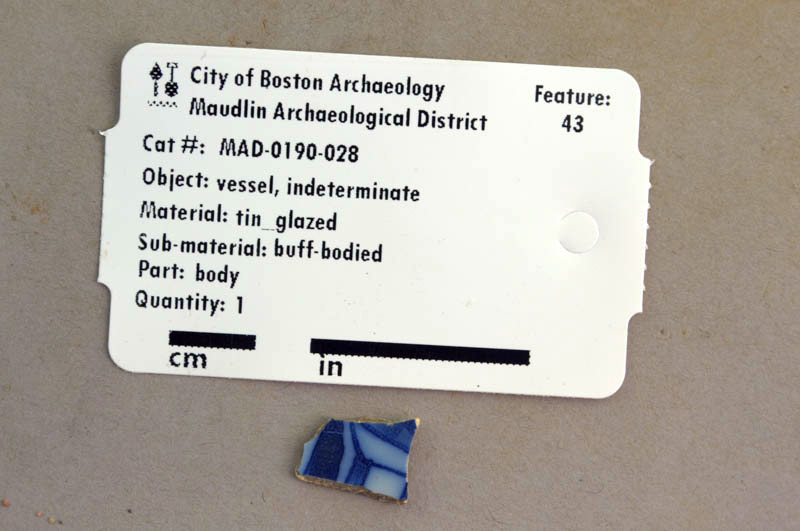 City of Boston Archaeology
Maudlin Archaeological District
Feature:
43
Cat #: MAD-0190-028
Object: vessel, indeterminate
Material: tin_glazed
Sub-material: buff-bodied
Part: body
Quantity: 1
cm
in